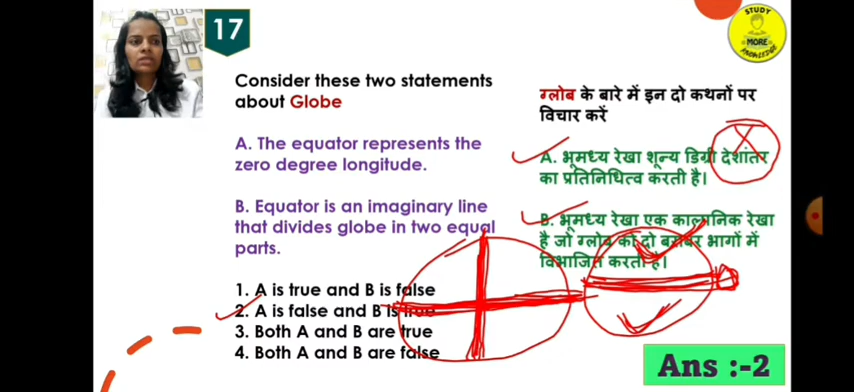 17
STUDY
MORE
KNOWLEDGE
Consider these two statements
about Globe
A. The equator represents the
zero degree longitude.
B. Equator is an imaginary line
that divides globe in two equal
parts.
1. A is true and B is false
2. A is false and B is true
3. Both A and B are true
4. Both A and B are false
ग्लोब के बारे में इन दो कथनों पर
विचार करें
A. भूमध्य रेखा शून्य डिग्री देशांतर
का प्रतिनिधित्व करती है।
B. भूमध्य रेखा एक काल्पनिक रेखा
है जो ग्लोब को दो बराबर भागों में
विभाजित करती है।
Ans :-2